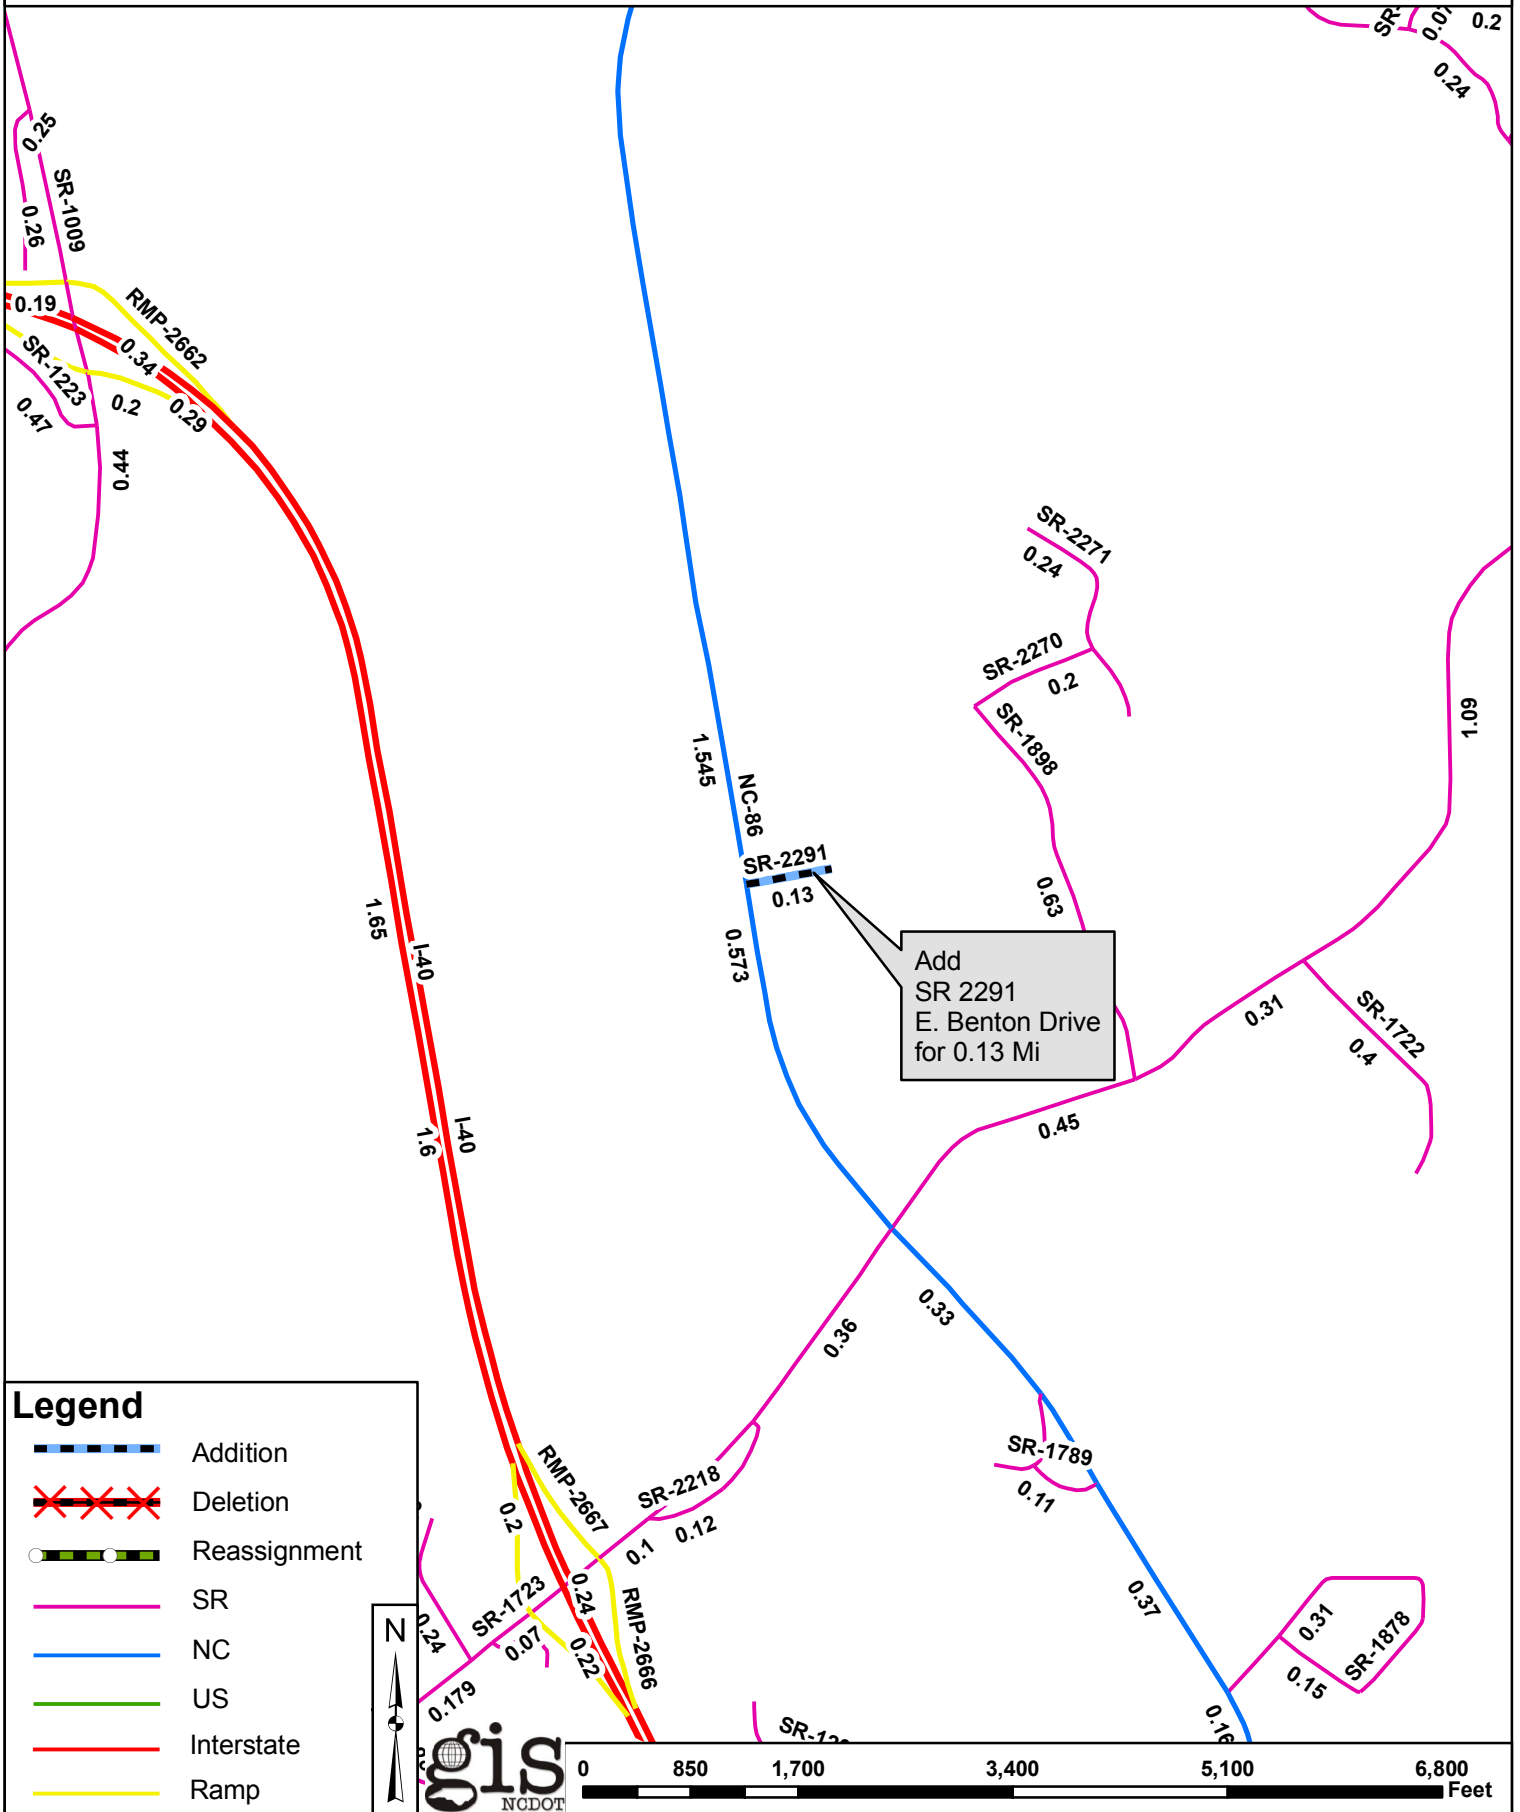 0.2
0.24
0.25
SR-1009
0.26
0.19
RMP-2662
0.34
SR-1223
0.47
0.2
0.29
0.44
SR-2271
0.24
SR-2270
0.2
SR-1898
1.09
1.545
NC-86
SR-2291
0.13
0.63
1.65
I-40
0.573
Add
SR 2291
E. Benton Drive
for 0.13 Mi
0.31
SR-1722
0.4
0.45
1.6
I-40
0.33
0.36
SR-1789
0.11
RMP-2667
0.2
SR-2218
0.12
0.1
SR-1723
0.24
0.07
0.22
RMP-2666
0.24
0.179
0.37
0.31
SR-1878
0.15
0.16
Legend
Addition
Deletion
Reassignment
SR
NC
US
Interstate
Ramp
N
gis
NCDOT
0 850 1,700 3,400 5,100 6,800
Feet